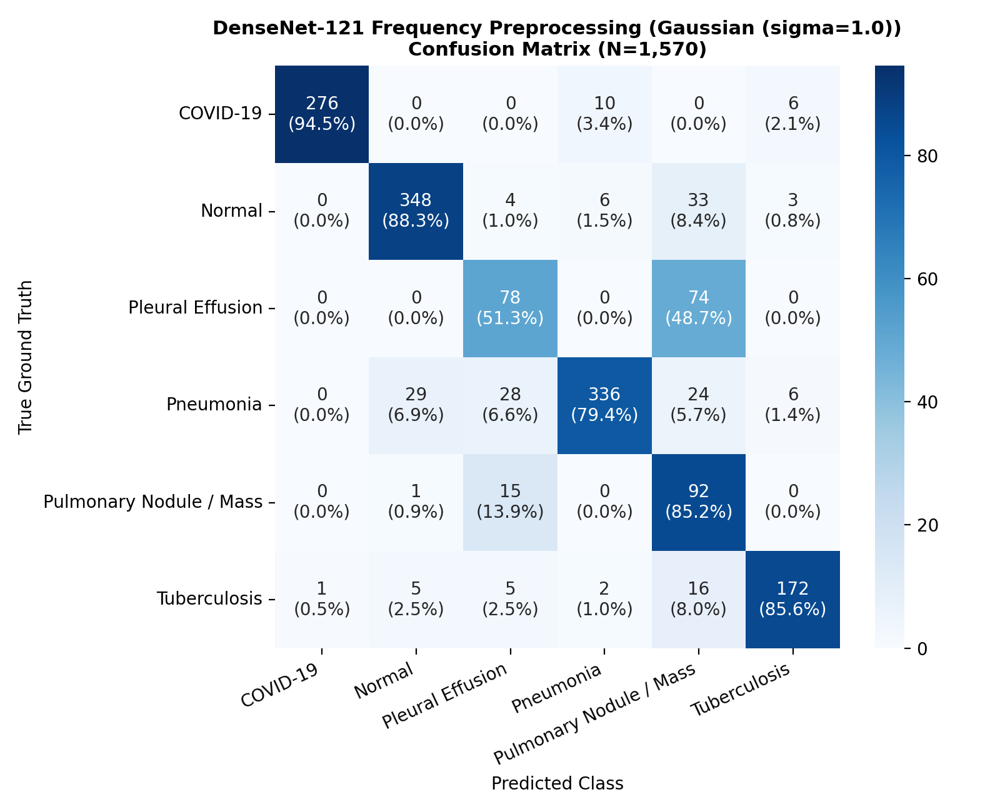 DenseNet-121 Frequency Preprocessing (Gaussian (sigma=1.0))
Confusion Matrix (N=1,570)
True Ground Truth
COVID-19
276 0 0 10 0 6
(94.5%) (0.0%) (0.0%) (3.4%) (0.0%) (2.1%)
Normal
0 348 4 6 33 3
(0.0%) (88.3%) (1.0%) (1.5%) (8.4%) (0.8%)
Pleural Effusion
0 0 78 0 74 0
(0.0%) (0.0%) (51.3%) (0.0%) (48.7%) (0.0%)
Pneumonia
0 29 28 336 24 6
(0.0%) (6.9%) (6.6%) (79.4%) (5.7%) (1.4%)
Pulmonary Nodule / Mass
0 1 15 0 92 0
(0.0%) (0.9%) (13.9%) (0.0%) (85.2%) (0.0%)
Tuberculosis
1 5 5 2 16 172
(0.5%) (2.5%) (2.5%) (1.0%) (8.0%) (85.6%)
80
60
40
20
0
COVID-19
Normal
Pleural Effusion
Pneumonia
Pulmonary Nodule / Mass
Tuberculosis
Predicted Class